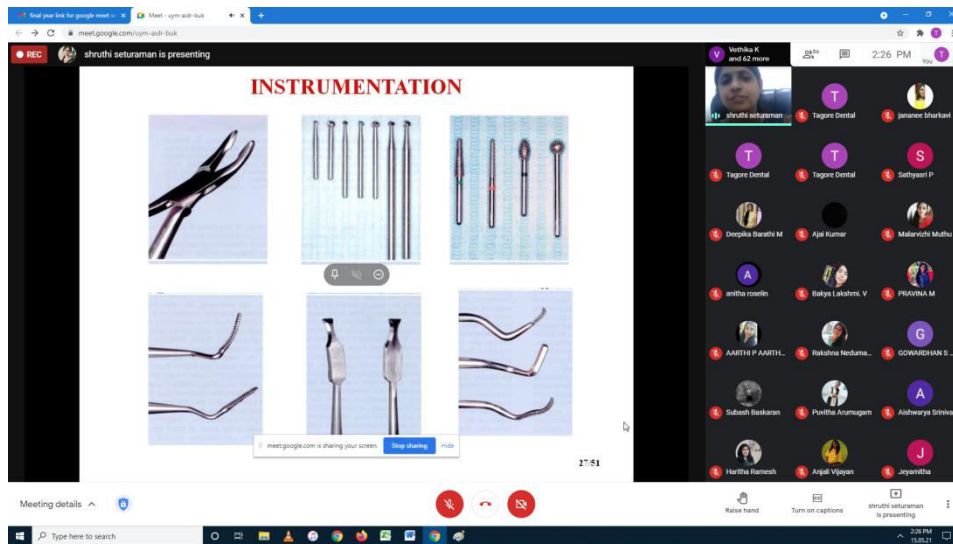 final year link for google meet se
Meet - uym-aidr-buk
meet.google.com/uym-aidr-buk
REC
shruthi seturaman is presenting
Vethika K
and 62 more
2:26 PM
You
INSTRUMENTATION
shruthi seturaman
Tagore Dental
jananee bharkavi
Tagore Dental
Tagore Dental
Sathyasri P
Deepika Barathi M
Ajai Kumar
Malarvizhi Muthu
anitha roselin
Bakya Lakshmi. V
PRAVINA M
AARTHI P AARTH...
Rakshna Neduma...
GOWARDHAN S ...
Subash Baskaran
Puvitha Arumugam
Aishwarya Sriniva
Haritha Ramesh
Anjali Vijayan
Jeyamitha
meet.google.com is sharing your screen.
Stop sharing
Hide
27/51
Meeting details
Raise hand
Turn on captions
shruthi seturaman
is presenting
Type here to search
2:26 PM
15.05.21